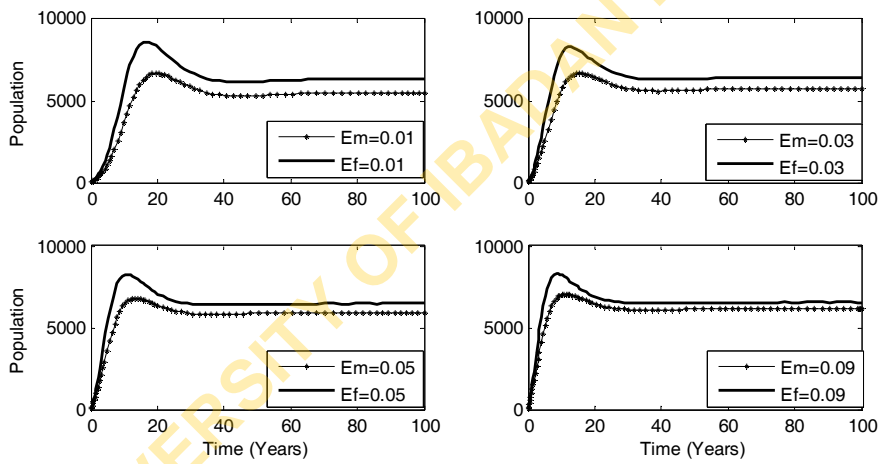 10000
5000
0
Population
0 20 40 60 80 100
Em=0.01
Ef=0.01
10000
5000
0
0 20 40 60 80 100
Em=0.03
Ef=0.03
10000
5000
0
Population
0 20 40 60 80 100
Time (Years)
Em=0.05
Ef=0.05
10000
5000
0
0 20 40 60 80 100
Time (Years)
Em=0.09
Ef=0.09
VERSITY OF IBADAN